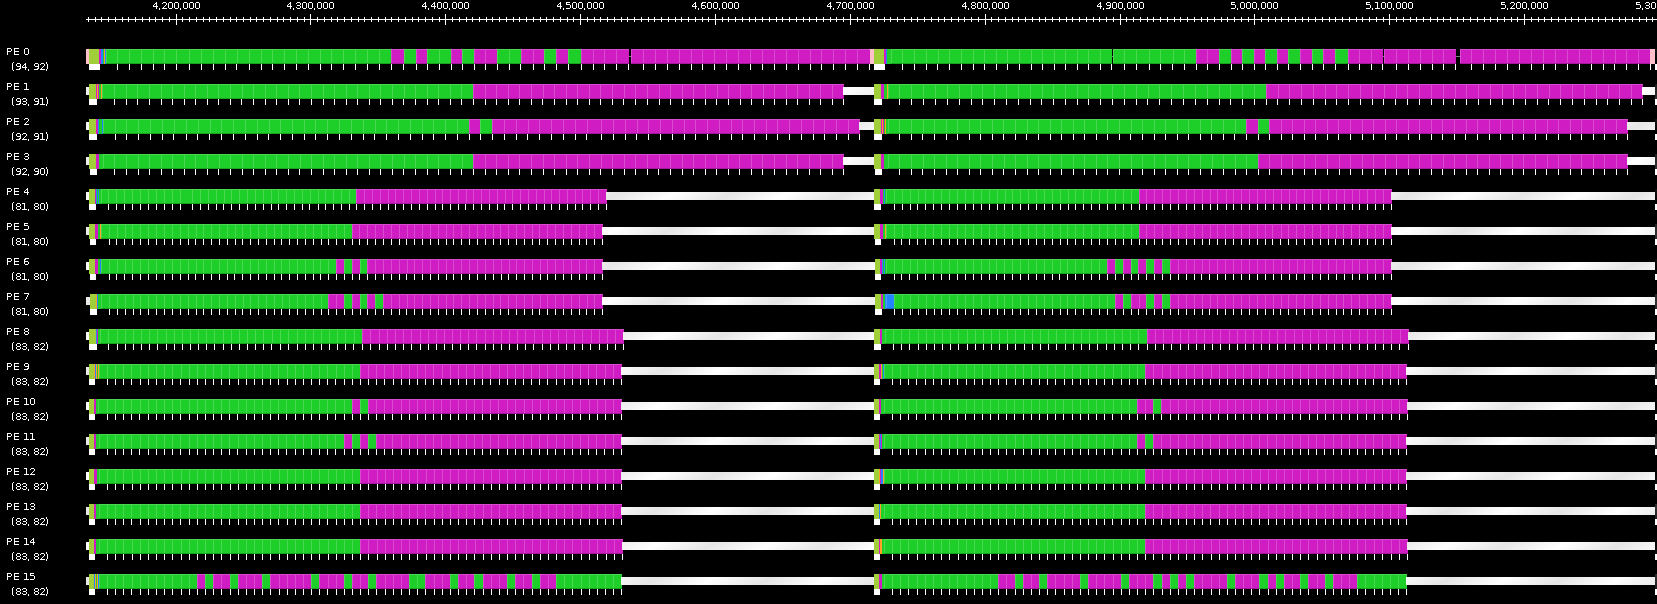 4,200,000 4,300,000 4,400,000 4,500,000 4,600,000 4,700,000 4,800,000 4,900,000 5,000,000 5,100,000 5,200,000 5,30
PE 0
(94, 92)
PE 1
(93, 91)
PE 2
(92, 91)
PE 3
(92, 90)
PE 4
(81, 80)
PE 5
(81, 80)
PE 6
(81, 80)
PE 7
(81, 80)
PE 8
(83, 82)
PE 9
(83, 82)
PE 10
(83, 82)
PE 11
(83, 82)
PE 12
(83, 82)
PE 13
(83, 82)
PE 14
(83, 82)
PE 15
(83, 82)